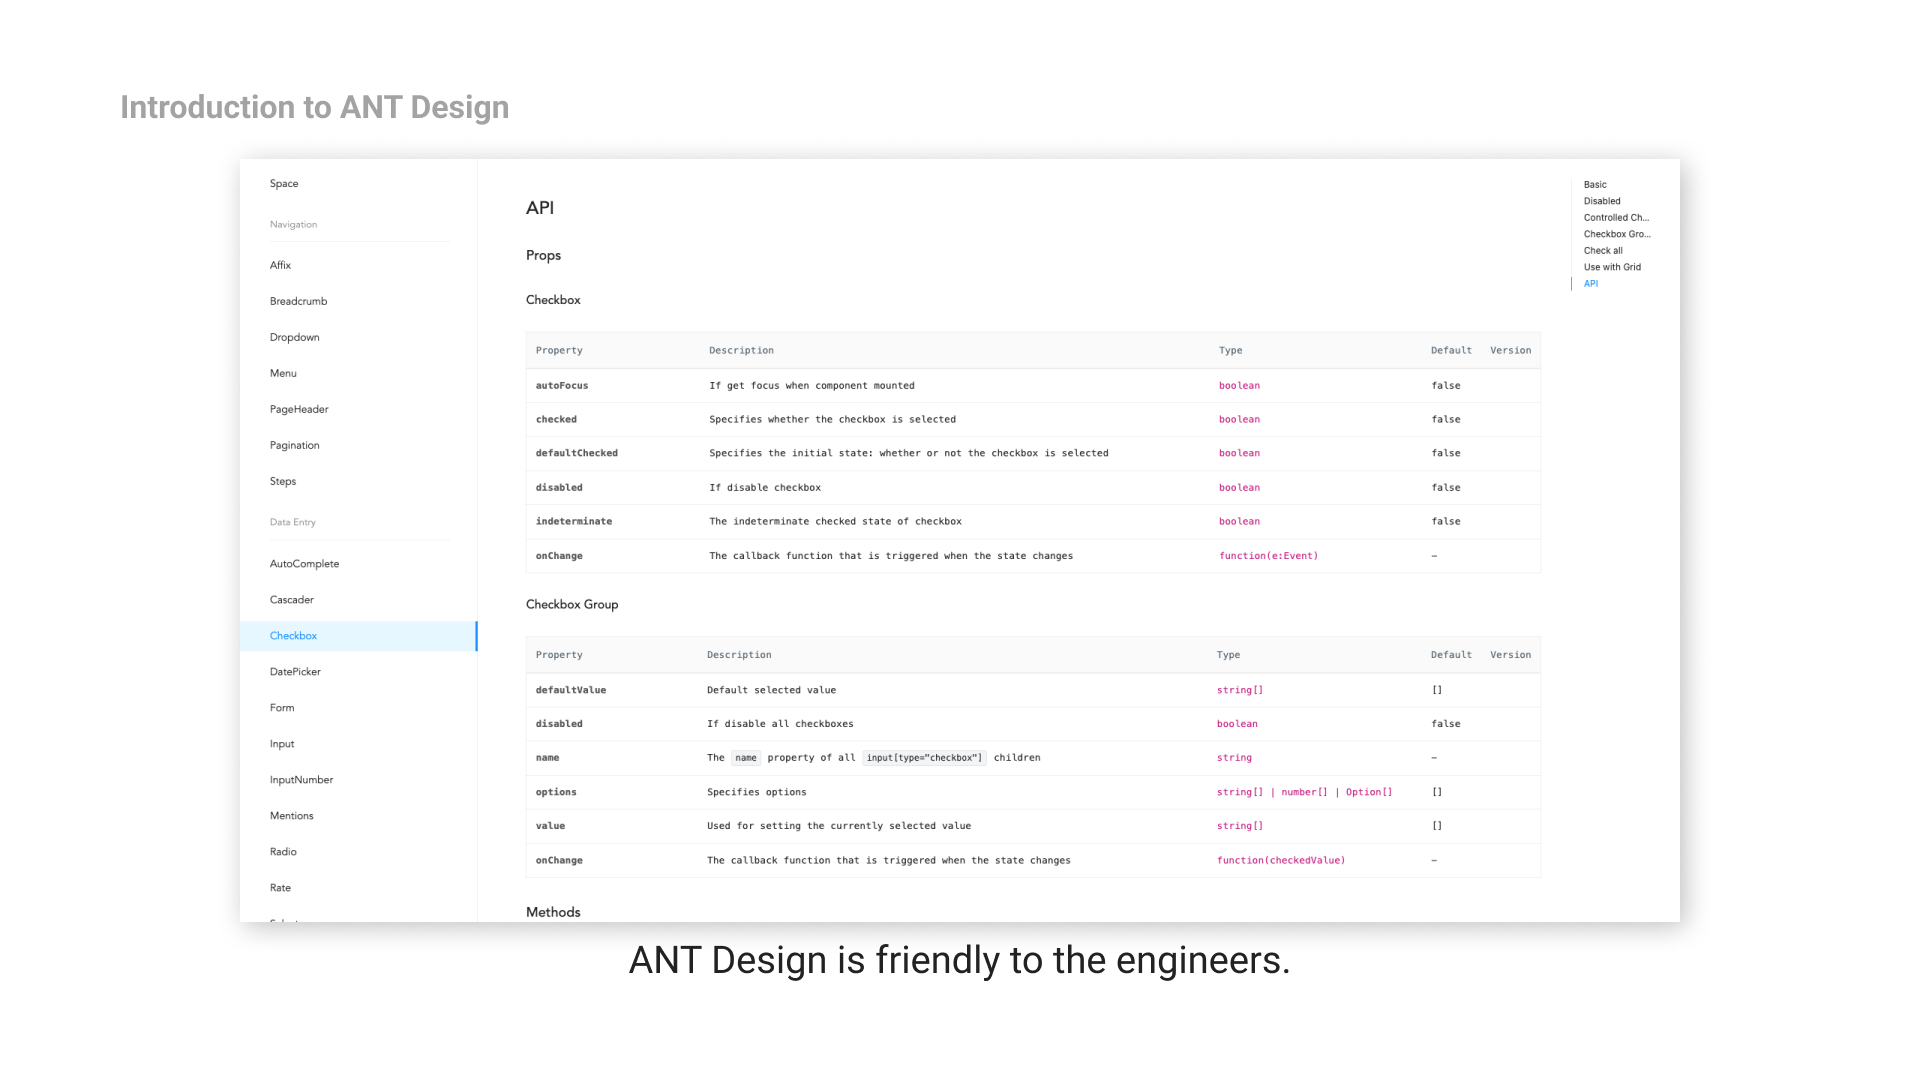 Introduction to ANT Design
Space
Navigation
Affix
Breadcrumb
Dropdown
Menu
PageHeader
Pagination
Steps
Data Entry
AutoComplete
Cascader
Checkbox
DatePicker
Form
Input
InputNumber
Mentions
Radio
Rate
API
Props
Checkbox
Property Description Type Default Version
autoFocus If get focus when component mounted boolean false
checked Specifies whether the checkbox is selected boolean false
defaultChecked Specifies the initial state: whether or not the checkbox is selected boolean false
disabled If disable checkbox boolean false
indeterminate The indeterminate checked state of checkbox boolean false
onChange The callback function that is triggered when the state changes function(e:Event) –
Checkbox Group
Property Description Type Default Version
defaultValue Default selected value string[] []
disabled If disable all checkboxes boolean false
name The name property of all input[type="checkbox"] children string –
options Specifies options string[] | number[] | Option[] []
value Used for setting the currently selected value string[] []
onChange The callback function that is triggered when the state changes function(checkedValue) –
Methods
Basic
Disabled
Controlled Ch...
Checkbox Gro...
Check all
Use with Grid
API
ANT Design is friendly to the engineers.